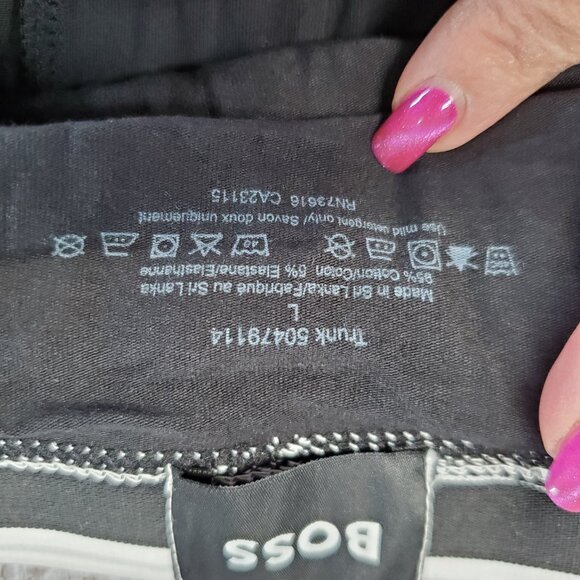 BOSS
Trunk 50479114
L
Made in Sri Lanka/Fabriqué au Sri Lanka
95% Cotton/Coton 5% Elastane/Elasthanne
40
Use mild detergent only/ Savon doux uniquement
RN73616 CA23115